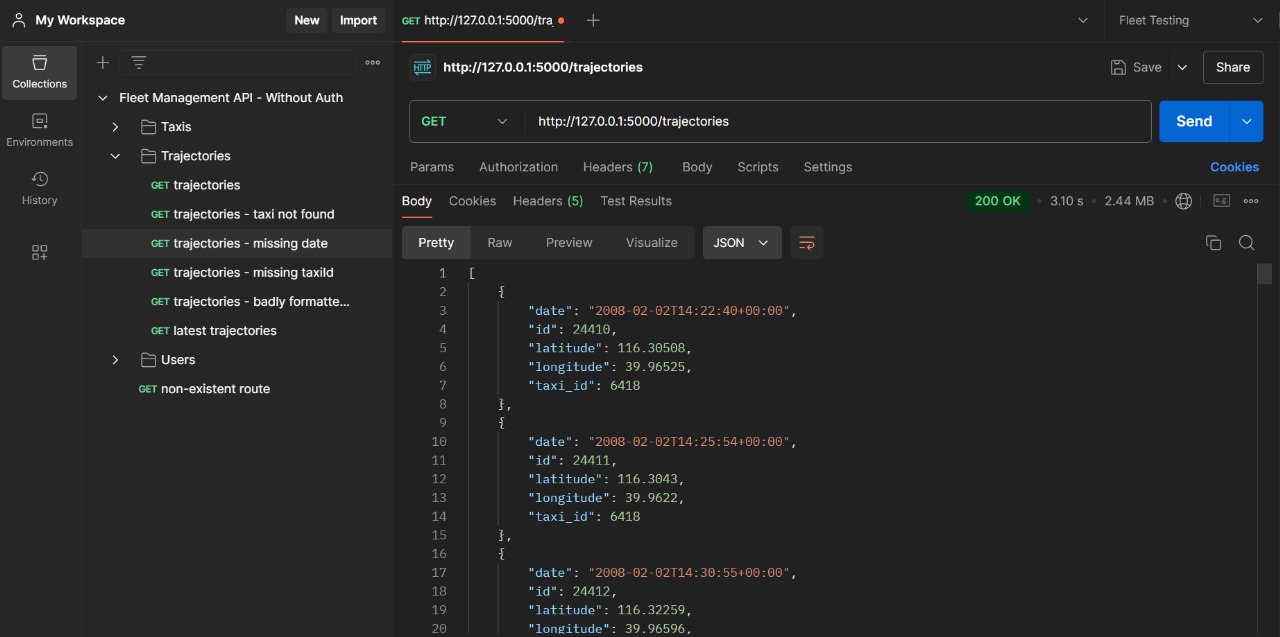 My Workspace
New
Import
GET http://127.0.0.1:5000/tra
Fleet Testing
Collections
Environments
History
Fleet Management API - Without Auth
Taxis
Trajectories
GET trajectories
GET trajectories - taxi not found
GET trajectories - missing date
GET trajectories - missing taxiId
GET trajectories - badly formatte...
GET latest trajectories
Users
GET non-existent route
HTTP http://127.0.0.1:5000/trajectories
Save
Share
GET
http://127.0.0.1:5000/trajectories
Send
Params Authorization Headers (7) Body Scripts Settings
Cookies
Body Cookies Headers (5) Test Results
200 OK • 3.10 s • 2.44 MB • e.g.
Pretty Raw Preview Visualize JSON
1 [
2 {
3 "date": "2008-02-02T14:22:40+00:00",
4 "id": 24410,
5 "latitude": 116.30508,
6 "longitude": 39.96525,
7 "taxi_id": 6418
8 },
9 {
10 "date": "2008-02-02T14:25:54+00:00",
11 "id": 24411,
12 "latitude": 116.3043,
13 "longitude": 39.9622,
14 "taxi_id": 6418
15 },
16 {
17 "date": "2008-02-02T14:30:55+00:00",
18 "id": 24412,
19 "latitude": 116.32259,
20 "longitude": 39.96596,